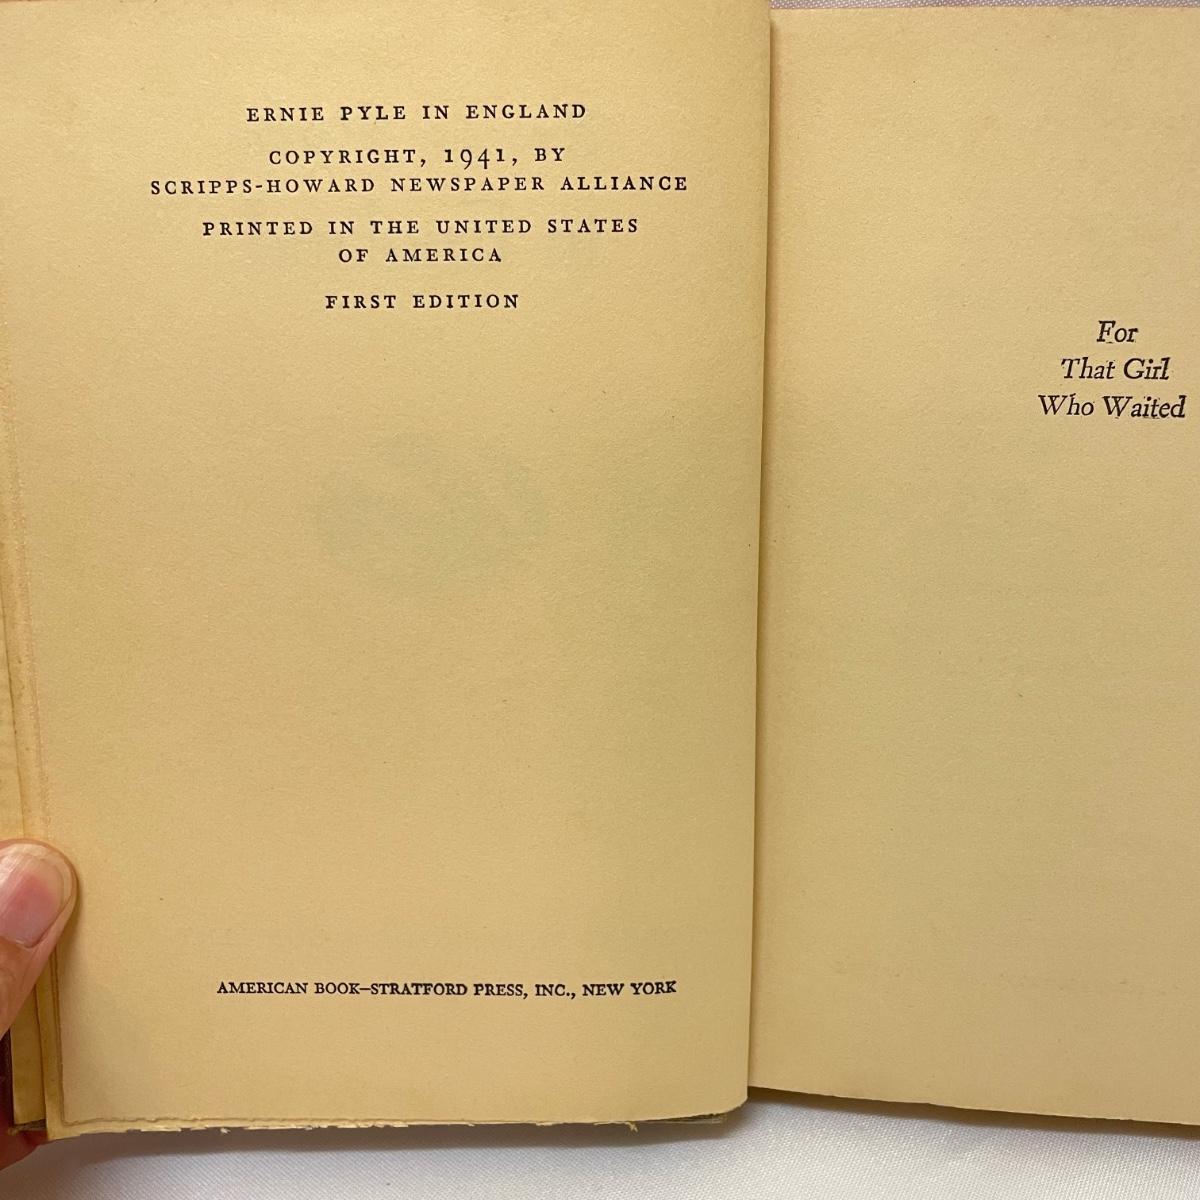 ERNIE PYLE IN ENGLAND
COPYRIGHT, 1941, BY
SCRIPPS-HOWARD NEWSPAPER ALLIANCE
PRINTED IN THE UNITED STATES
OF AMERICA
FIRST EDITION
AMERICAN BOOK—STRATFORD PRESS, INC., NEW YORK
For
That Girl
Who Waited